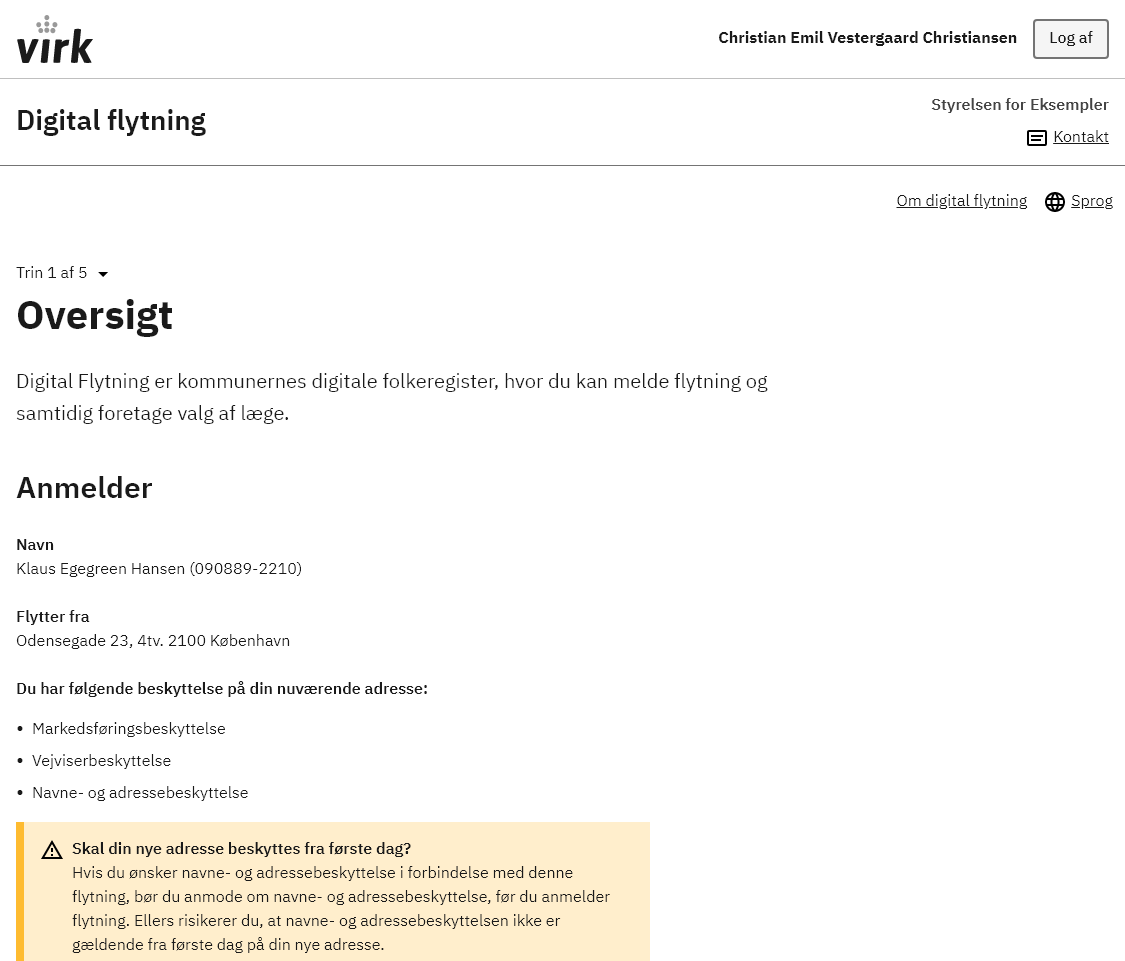 virk
Christian Emil Vestergaard Christiansen
Log af
Digital flytning
Styrelsen for Eksempler
Kontakt
Om digital flytning
Sprog
Trin 1 af 5
Oversigt
Digital Flytning er kommunernes digitale folkeregister, hvor du kan melde flytning og
samtidig foretage valg af læge.
Anmelder
Navn
Klaus Egegreen Hansen (090889-2210)
Flytter fra
Odensegade 23, 4tv. 2100 København
Du har følgende beskyttelse på din nuværende adresse:
• Markedsføringsbeskyttelse
• Vejviserbeskyttelse
• Navne- og adressebeskyttelse
Skal din nye adresse beskyttes fra første dag?
Hvis du ønsker navne- og adressebeskyttelse i forbindelse med denne
flytning, bør du anmode om navne- og adressebeskyttelse, før du anmelder
flytning. Ellers risikerer du, at navne- og adressebeskyttelsen ikke er
gældende fra første dag på din nye adresse.